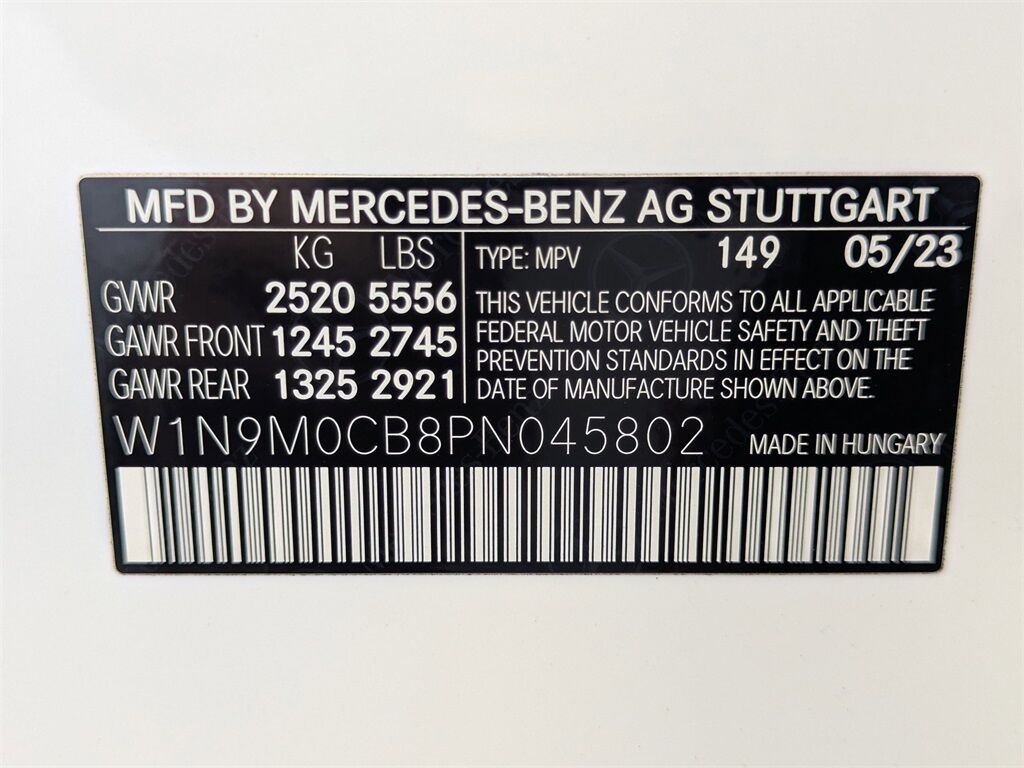 MFD BY MERCEDES-BENZ AG STUTTGART
KG LBS
GVWR 2520 5556
GAWR FRONT 1245 2745
GAWR REAR 1325 2921
TYPE: MPV 149 05/23
THIS VEHICLE CONFORMS TO ALL APPLICABLE
FEDERAL MOTOR VEHICLE SAFETY AND THEFT
PREVENTION STANDARDS IN EFFECT ON THE
DATE OF MANUFACTURE SHOWN ABOVE.
W1N9M0CB8PN045802 MADE IN HUNGARY